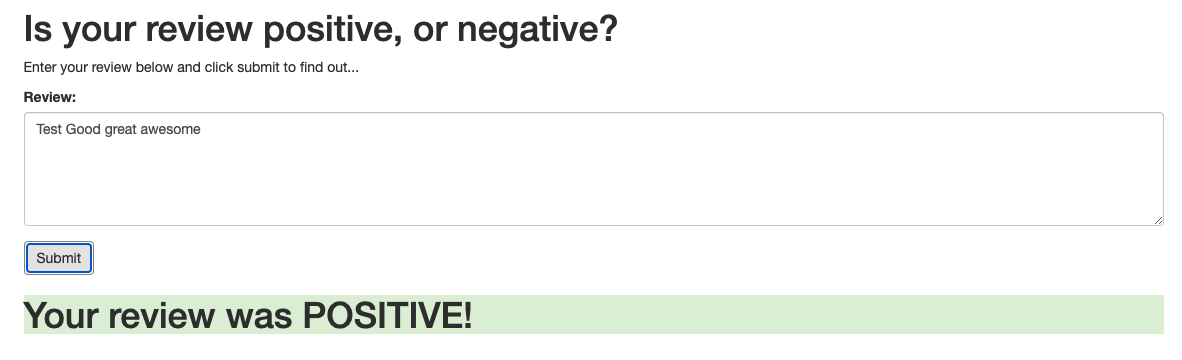 Is your review positive, or negative?
Enter your review below and click submit to find out...
Review:
Test Good great awesome
Submit
Your review was POSITIVE!